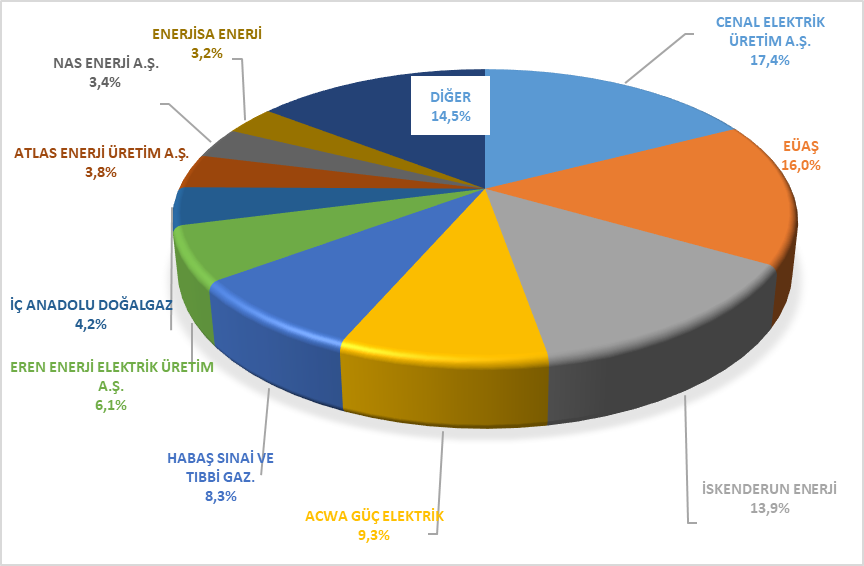 CENAL ELEKTRİK
ÜRETİM A.Ş.
17,4%
EÜAŞ
16,0%
İSKENDERUN ENERJİ
13,9%
ACWA GÜÇ ELEKTRİK
9,3%
HABAŞ SINAİ VE
TIBBİ GAZ.
8,3%
EREN ENERJİ ELEKTRİK ÜRETİM
A.Ş.
6,1%
İÇ ANADOLU DOĞALGAZ
4,2%
ATLAS ENERJİ ÜRETİM A.Ş.
3,8%
NAS ENERJİ A.Ş.
3,4%
ENERJİSA ENERJİ
3,2%
DİĞER
14,5%